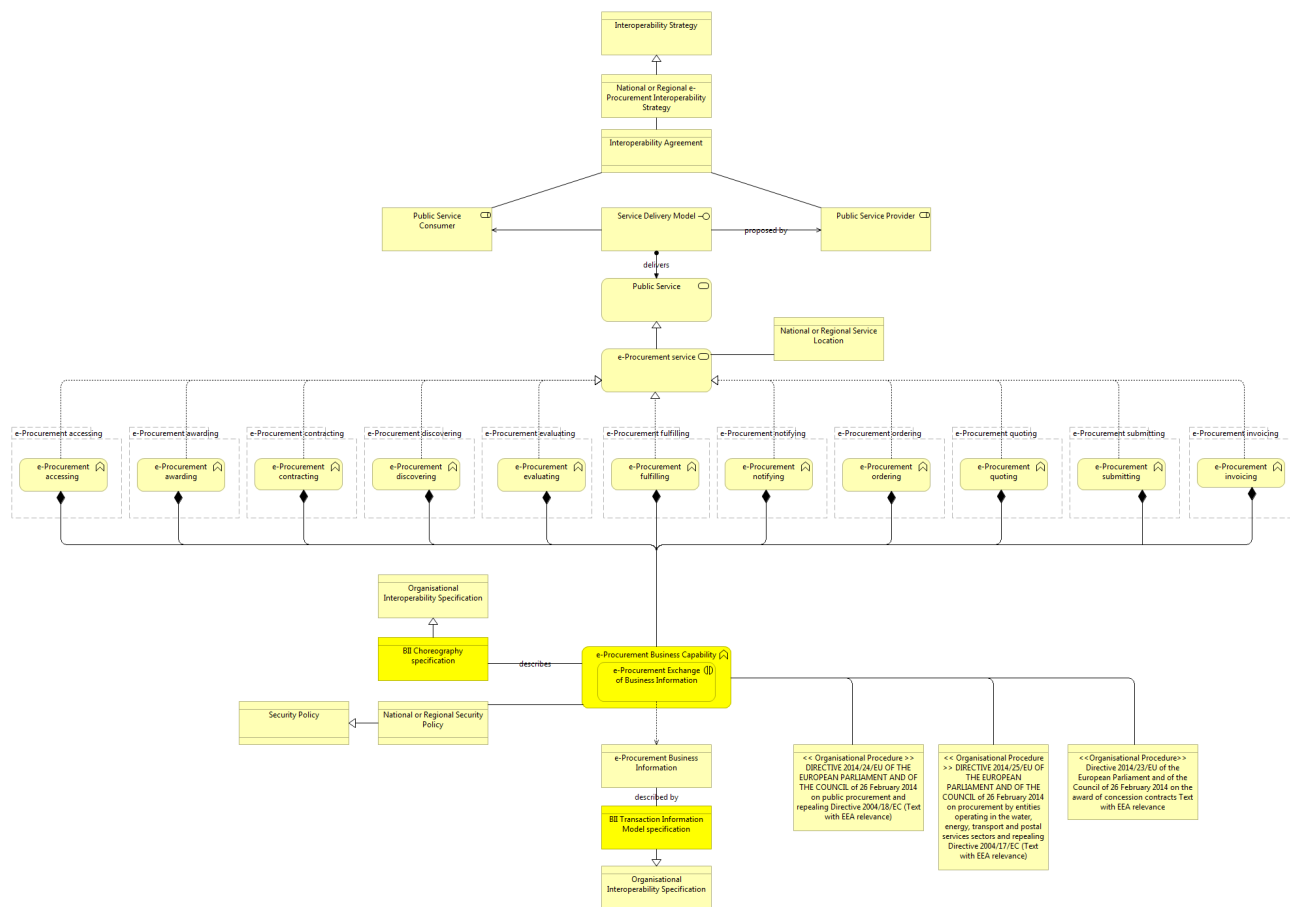 Interoperability Strategy
National or Regional e-
Procurement Interoperability
Strategy
Interoperability Agreement
Public Service
Consumer
Service Delivery Model
proposed by
Public Service Provider
delivers
Public Service
National or Regional Service
Location
e-Procurement service
e-Procurement accessing
e-Procurement awarding
e-Procurement contracting
e-Procurement discovering
e-Procurement evaluating
e-Procurement fulfilling
e-Procurement notifying
e-Procurement ordering
e-Procurement quoting
e-Procurement submitting
e-Procurement invoicing
e-Procurement
accessing
e-Procurement
awarding
e-Procurement
contracting
e-Procurement
discovering
e-Procurement
evaluating
e-Procurement
fulfilling
e-Procurement
notifying
e-Procurement
ordering
e-Procurement
quoting
e-Procurement
submitting
e-Procurement
invoicing
Organisational
Interoperability Specification
BII Choreography
specification
describes
e-Procurement Business Capability
e-Procurement Exchange
of Business Information
Security Policy
National or Regional Security
Policy
e-Procurement Business
Information
described by
BII Transaction Information
Model specification
Organisational
Interoperability Specification
<< Organisational Procedure >>
DIRECTIVE 2014/24/EU OF THE
EUROPEAN PARLIAMENT AND OF
THE COUNCIL of 26 February 2014
on public procurement and
repealing Directive 2004/18/EC (Text
with EEA relevance)
<< Organisational Procedure
>> DIRECTIVE 2014/25/EU OF
THE EUROPEAN
PARLIAMENT AND OF THE
COUNCIL of 26 February 2014
on procurement by entities
operating in the water,
energy, transport and postal
services sectors and repealing
Directive 2004/17/EC (Text
with EEA relevance)
<<Organisational Procedure>>
Directive 2014/23/EU of the
European Parliament and of the
Council of 26 February 2014 on the
award of concession contracts Text
with EEA relevance